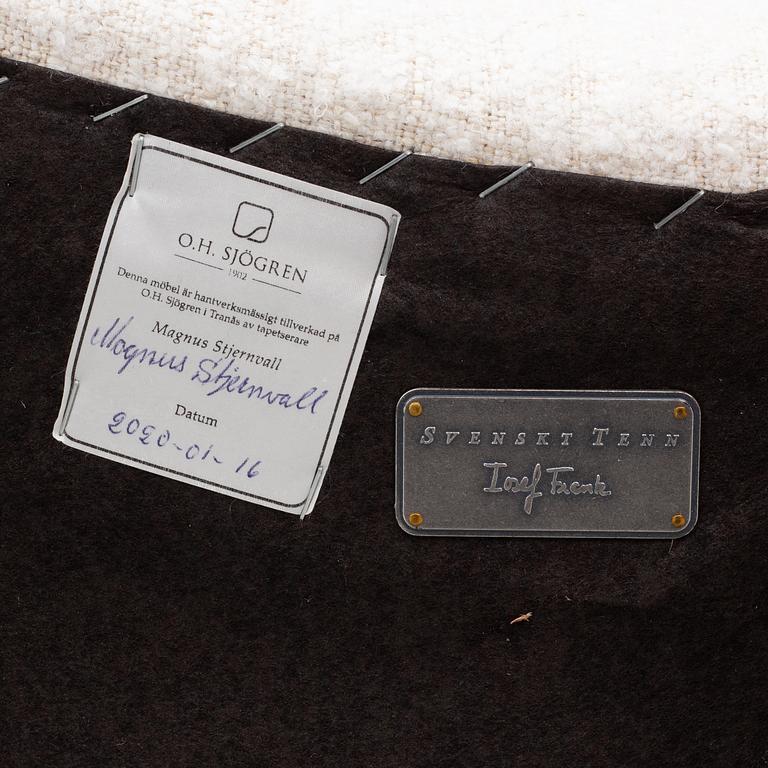 O.H. SJÖGREN
1902
Denna möbel är hantverksmässigt tillverkad på
O.H. Sjögren i Tranås av tapetserare
Magnus Stjernvall
Magnus Stjernvall
Datum
2020-01-16
SVENSKT TENN
Josef Frank